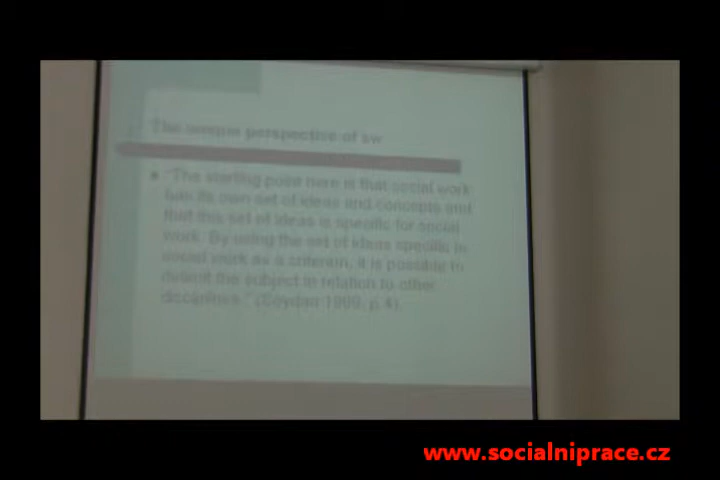 The unique perspective of sw
"The starting point here is that social work
has its own set of ideas and concepts and
that this set of ideas is specific for social
work. By using the set of ideas specific to
social work as a criterion, it is possible to
delimit the subject in relation to other
disciplines." 1999, p. 4).
www.socialniprace.cz